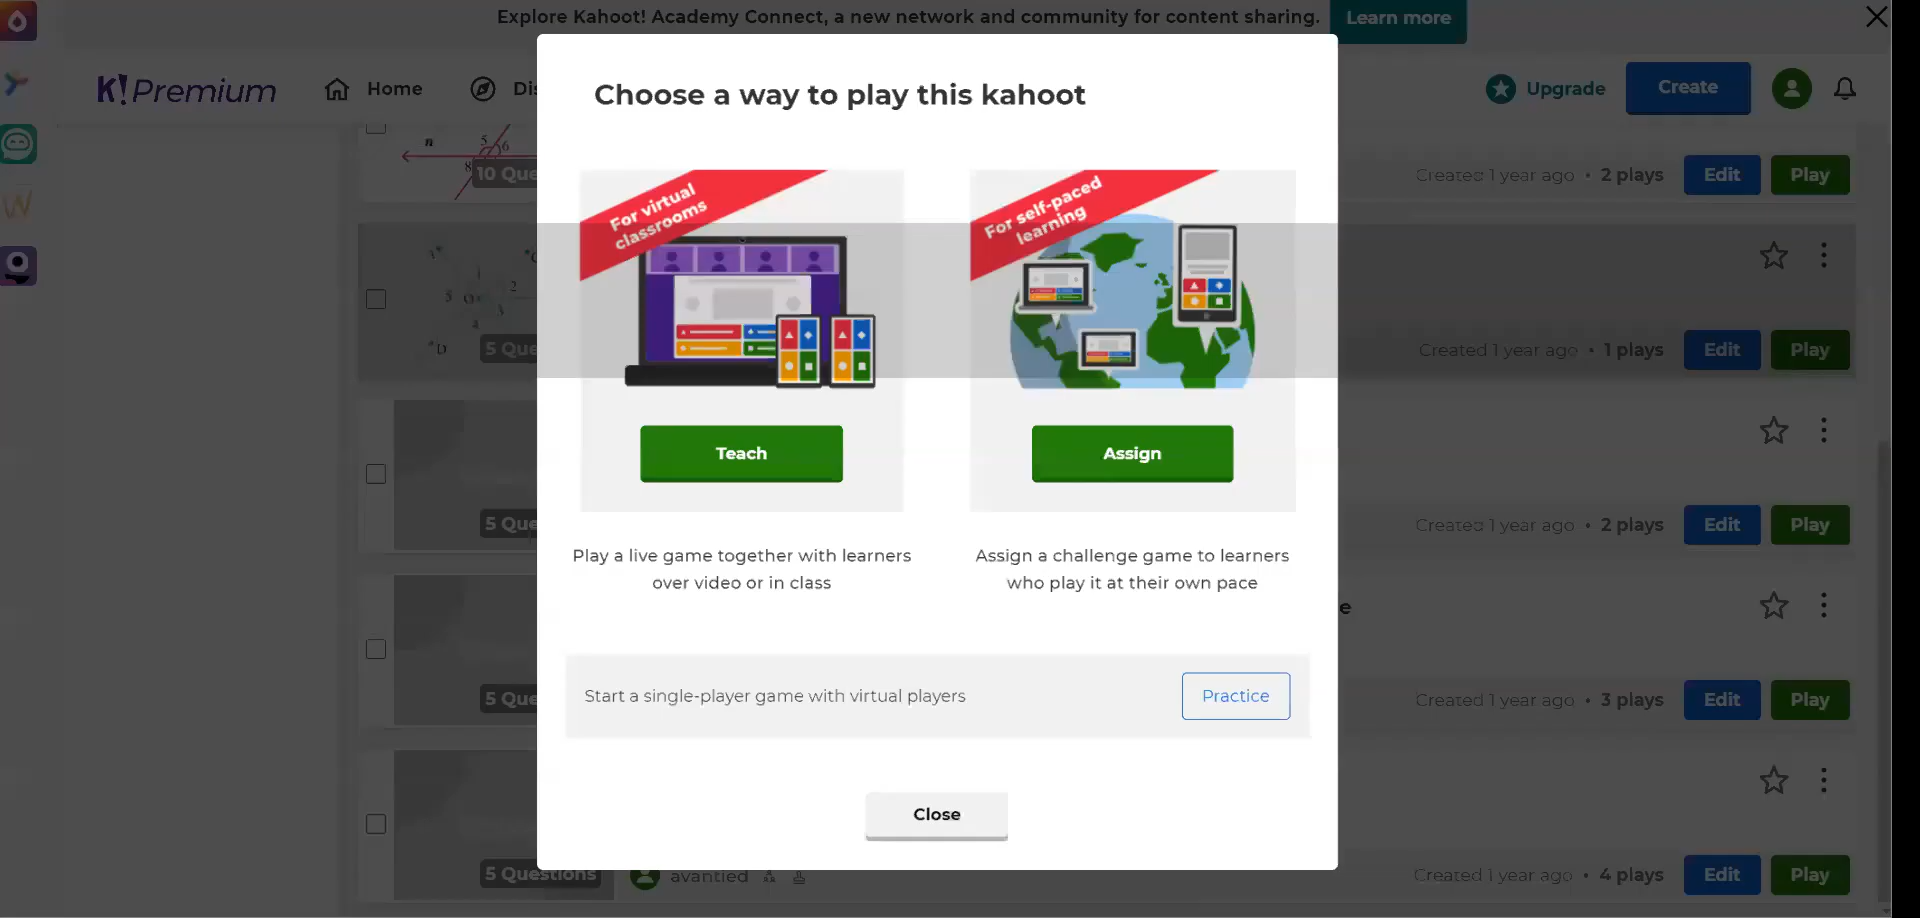 Explore Kahoot! Academy Connect, a new network and community for content sharing.
Learn more
K! Premium
Home
Upgrade
Create
Choose a way to play this kahoot
n
5
6
8
10 Que
Created 1 year ago • 2 plays
Edit
Play
For virtual
classrooms
For self-paced
learning
2
5 Que
Created 1 year ago • 1 plays
Edit
Play
Teach
Assign
5 Que
Created 1 year ago • 2 plays
Edit
Play
Play a live game together with learners
over video or in class
Assign a challenge game to learners
who play it at their own pace
e
Start a single-player game with virtual players
Practice
5 Que
Created 1 year ago • 3 plays
Edit
Play
Close
5 Questions
avantied
Created 1 year ago • 4 plays
Edit
Play